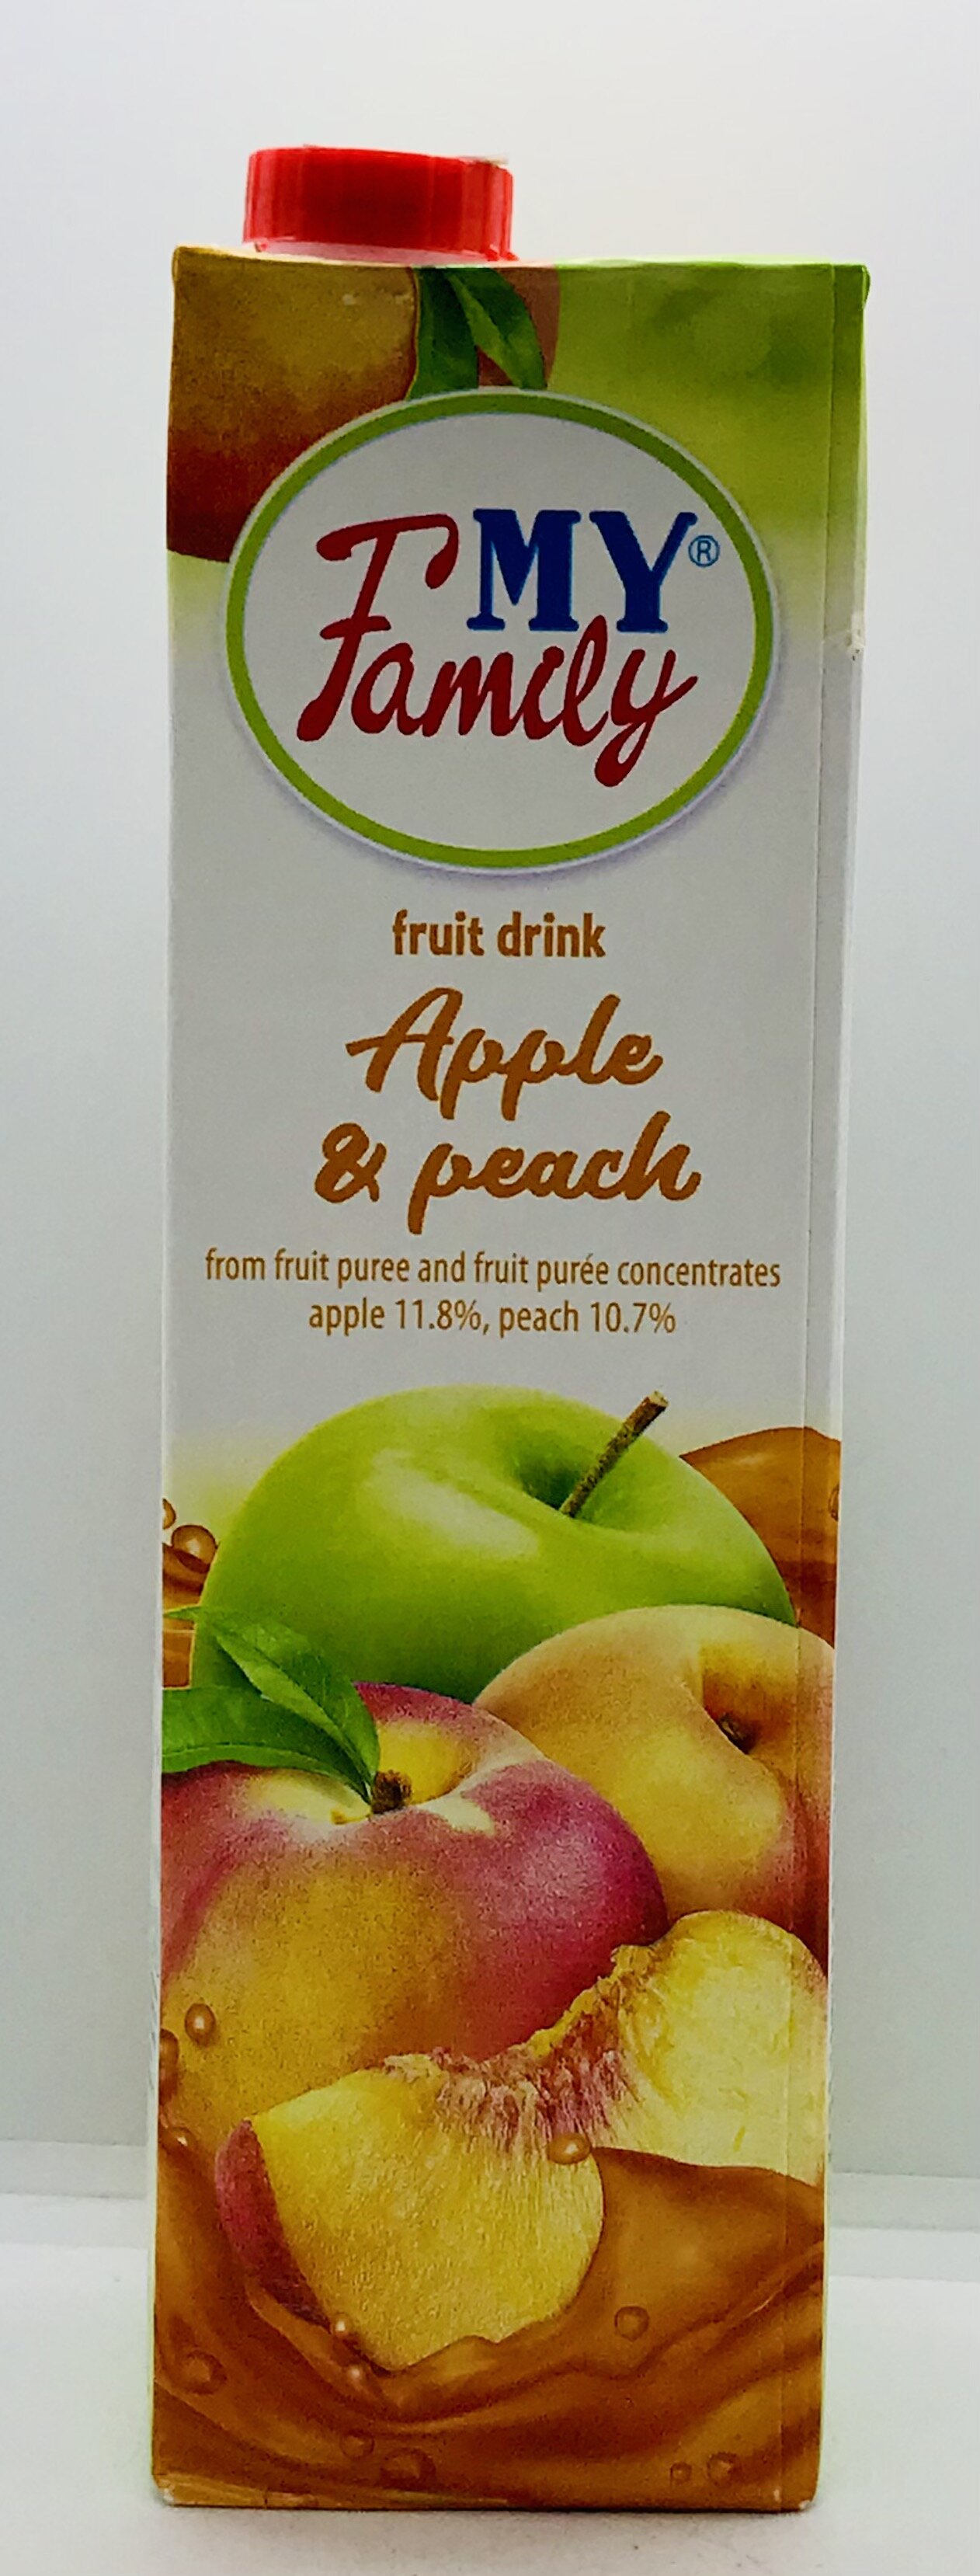 MY®
Family
fruit drink
Apple
& peach
from fruit puree and fruit purée concentrates
apple 11.8%, peach 10.7%